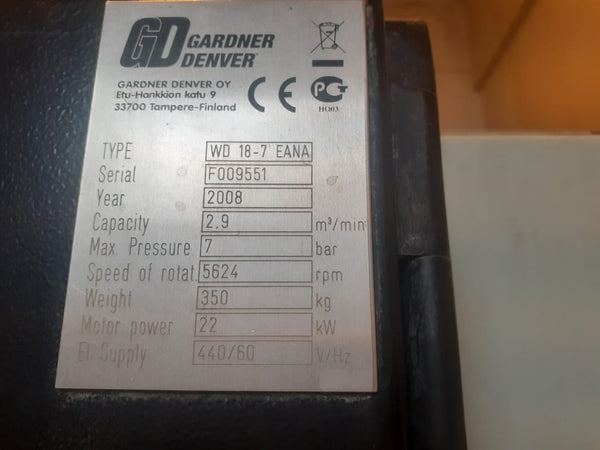 GD GARDNER
DENVER
GARDNER DENVER OY
Etu-Hankkion katu 9
33700 Tampere-Finland
CE PG
HO03
TYPE WD 18-7 EANA
Serial F009551
Year 2008
Capacity 2.9 m³/min
Max. Pressure 7 bar
Speed of rotat. 5624 rpm
Weight 350 kg
Motor power 22 kW
El. Supply 440/60 V/Hz